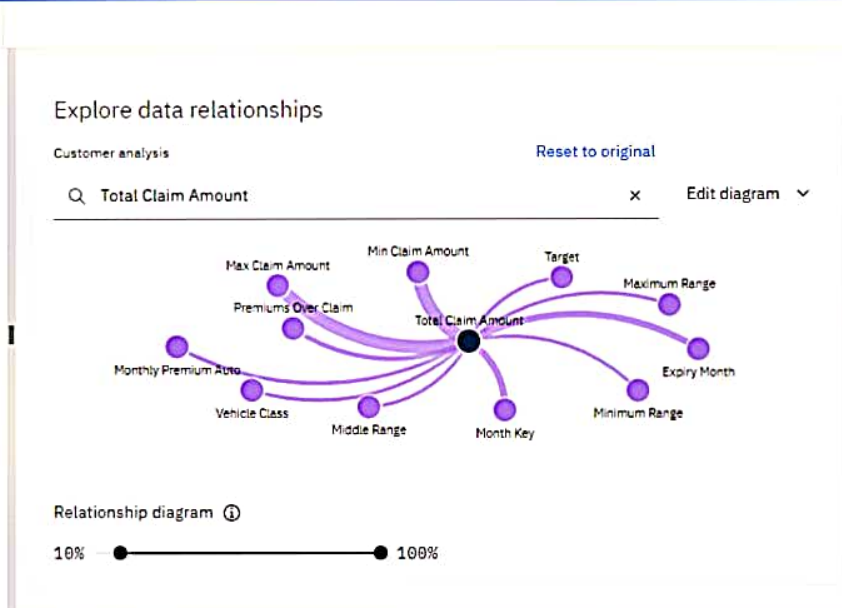 Explore data relationships
Customer analysis
Reset to original
Total Claim Amount
Edit diagram
Min Claim Amount
Max Claim Amount
Target
Maximum Range
Premiums Over Claim
Total Claim Amount
Monthly Premium Auto
Expiry Month
Vehicle Class
Minimum Range
Middle Range
Month Key
Relationship diagram
10% 100%